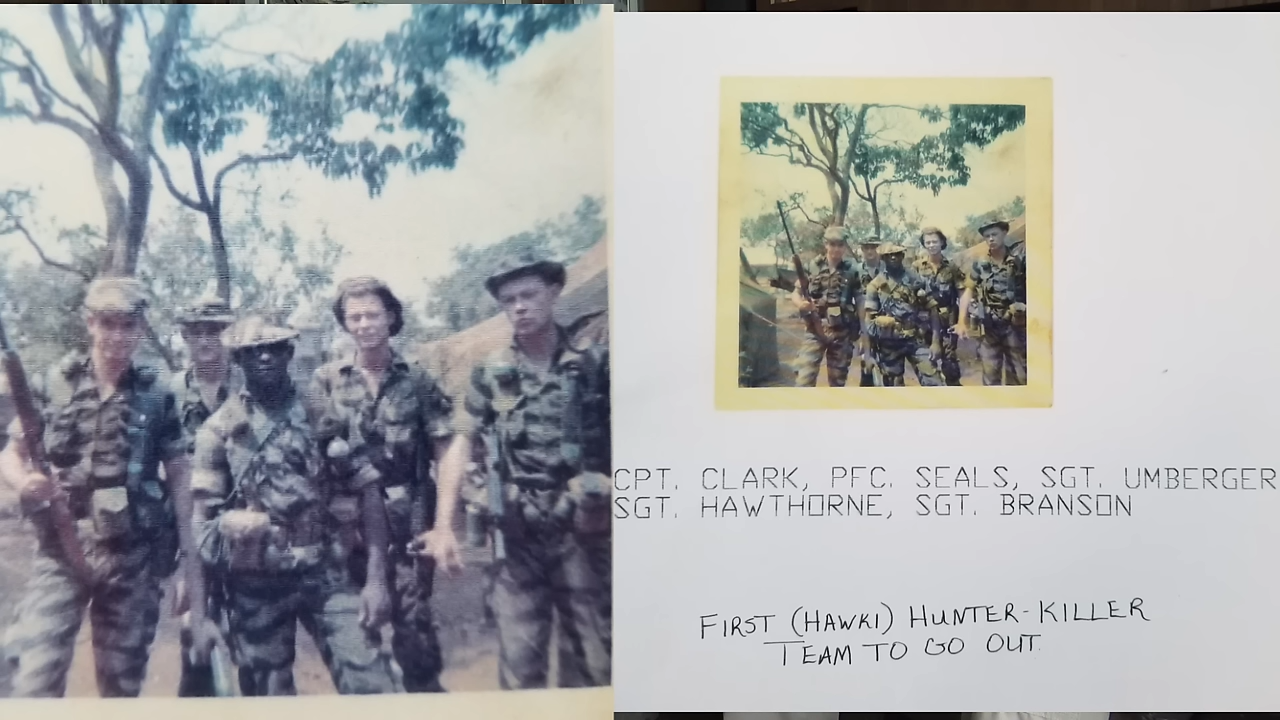 CPT. CLARK, PFC. SEALS, SGT. UMBERGER
SGT. HAWTHORNE, SGT. BRANSON
FIRST (HAWKI) HUNTER-KILLER
TEAM TO GO OUT.